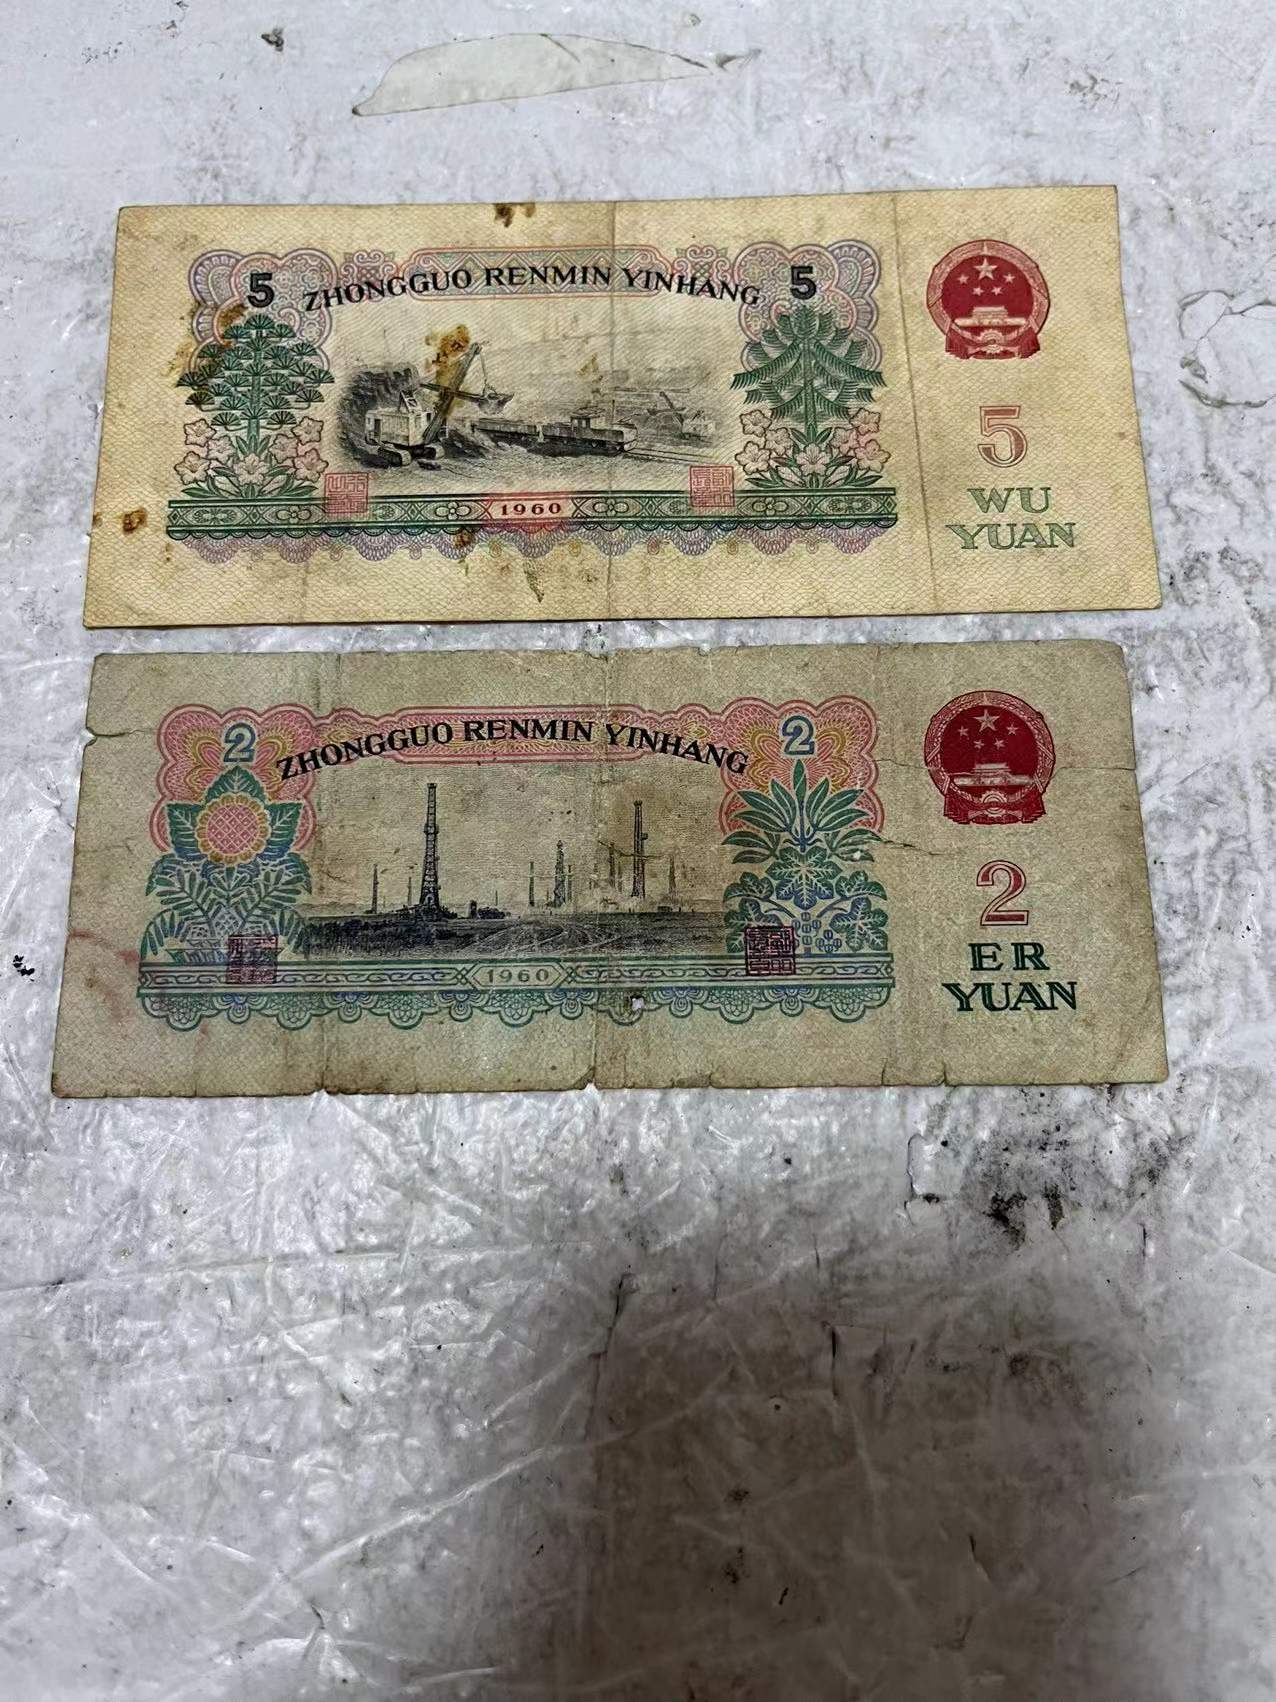 5 ZHONGGUO RENMIN YINHANG 5
5
WU
YUAN
1960
2 ZHONGGUO RENMIN YINHANG 2
2
ER
YUAN
1960